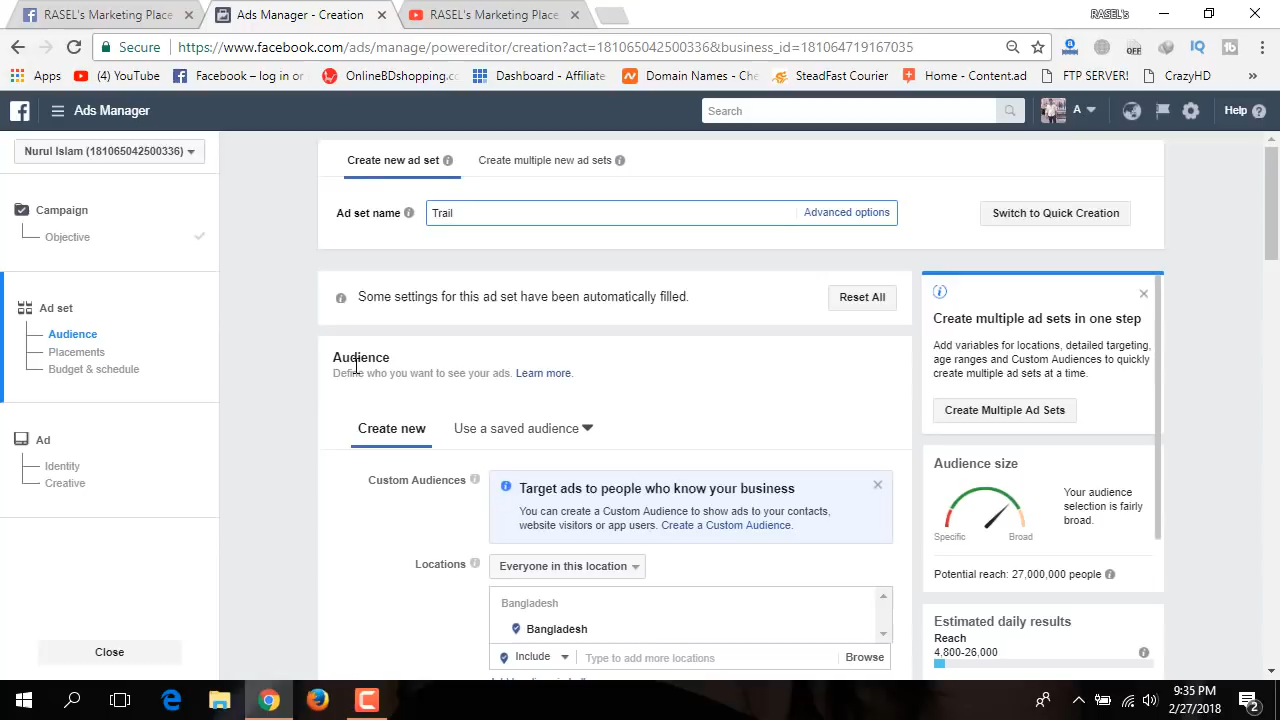 RASEL's Marketing Place
Ads Manager - Creation
RASEL's Marketing Place
RASEL's
Secure
https://www.facebook.com/ads/manage/powereditor/creation?act=181065042500336&business_id=181064719167035
OFF
IQ
Apps
(4) YouTube
Facebook – log in or
OnlineBDshopping.c
Dashboard - Affiliate
Domain Names - Che
SteadFast Cour
Home - Content.ad
FTP SERVER!
CrazyHD
Ads Manager
Search
A
Help
Nurul Islam (181065042500336)
Campaign
Objective
Ad set
Audience
Placements
Budget & schedule
Ad
Identity
Creative
Close
Create new ad set
Create multiple new ad sets
Ad set name
Trail
Advanced options
Switch to Quick Creation
Some settings for this ad set have been automatically filled.
Reset All
Audience
Define who you want to see your ads. Learn more.
Create new
Use a saved audience
Custom Audiences
Target ads to people who know your business
You can create a Custom Audience to show ads to your contacts,
website visitors or app users. Create a Custom Audience.
Locations
Everyone in this location
Bangladesh
Bangladesh
Include
Type to add more locations
Browse
Create multiple ad sets in one step
Add variables for locations, detailed targeting,
age ranges and Custom Audiences to quickly
create multiple ad sets at a time.
Create Multiple Ad Sets
Audience size
Your audience
selection is fairly
broad.
Specific
Broad
Potential reach: 27,000,000 people
Estimated daily results
Reach
4,800-26,000
9:35 PM
2/27/2018
2